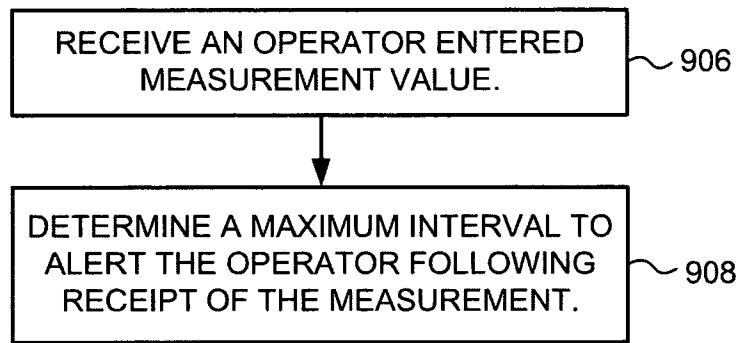 RECEIVE AN OPERATOR ENTERED
MEASUREMENT VALUE.
906
DETERMINE A MAXIMUM INTERVAL TO
ALERT THE OPERATOR FOLLOWING
RECEIPT OF THE MEASUREMENT.
908